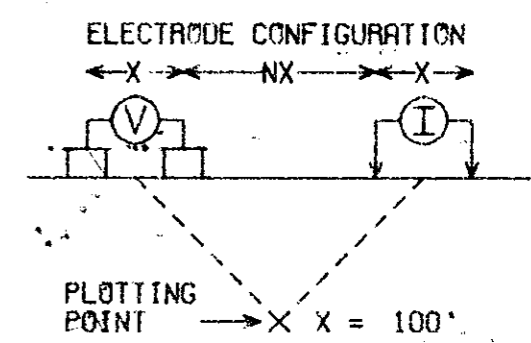 ELECTRODE CONFIGURATION
X NX X
V I
PLOTTING
POINT X X = 100'